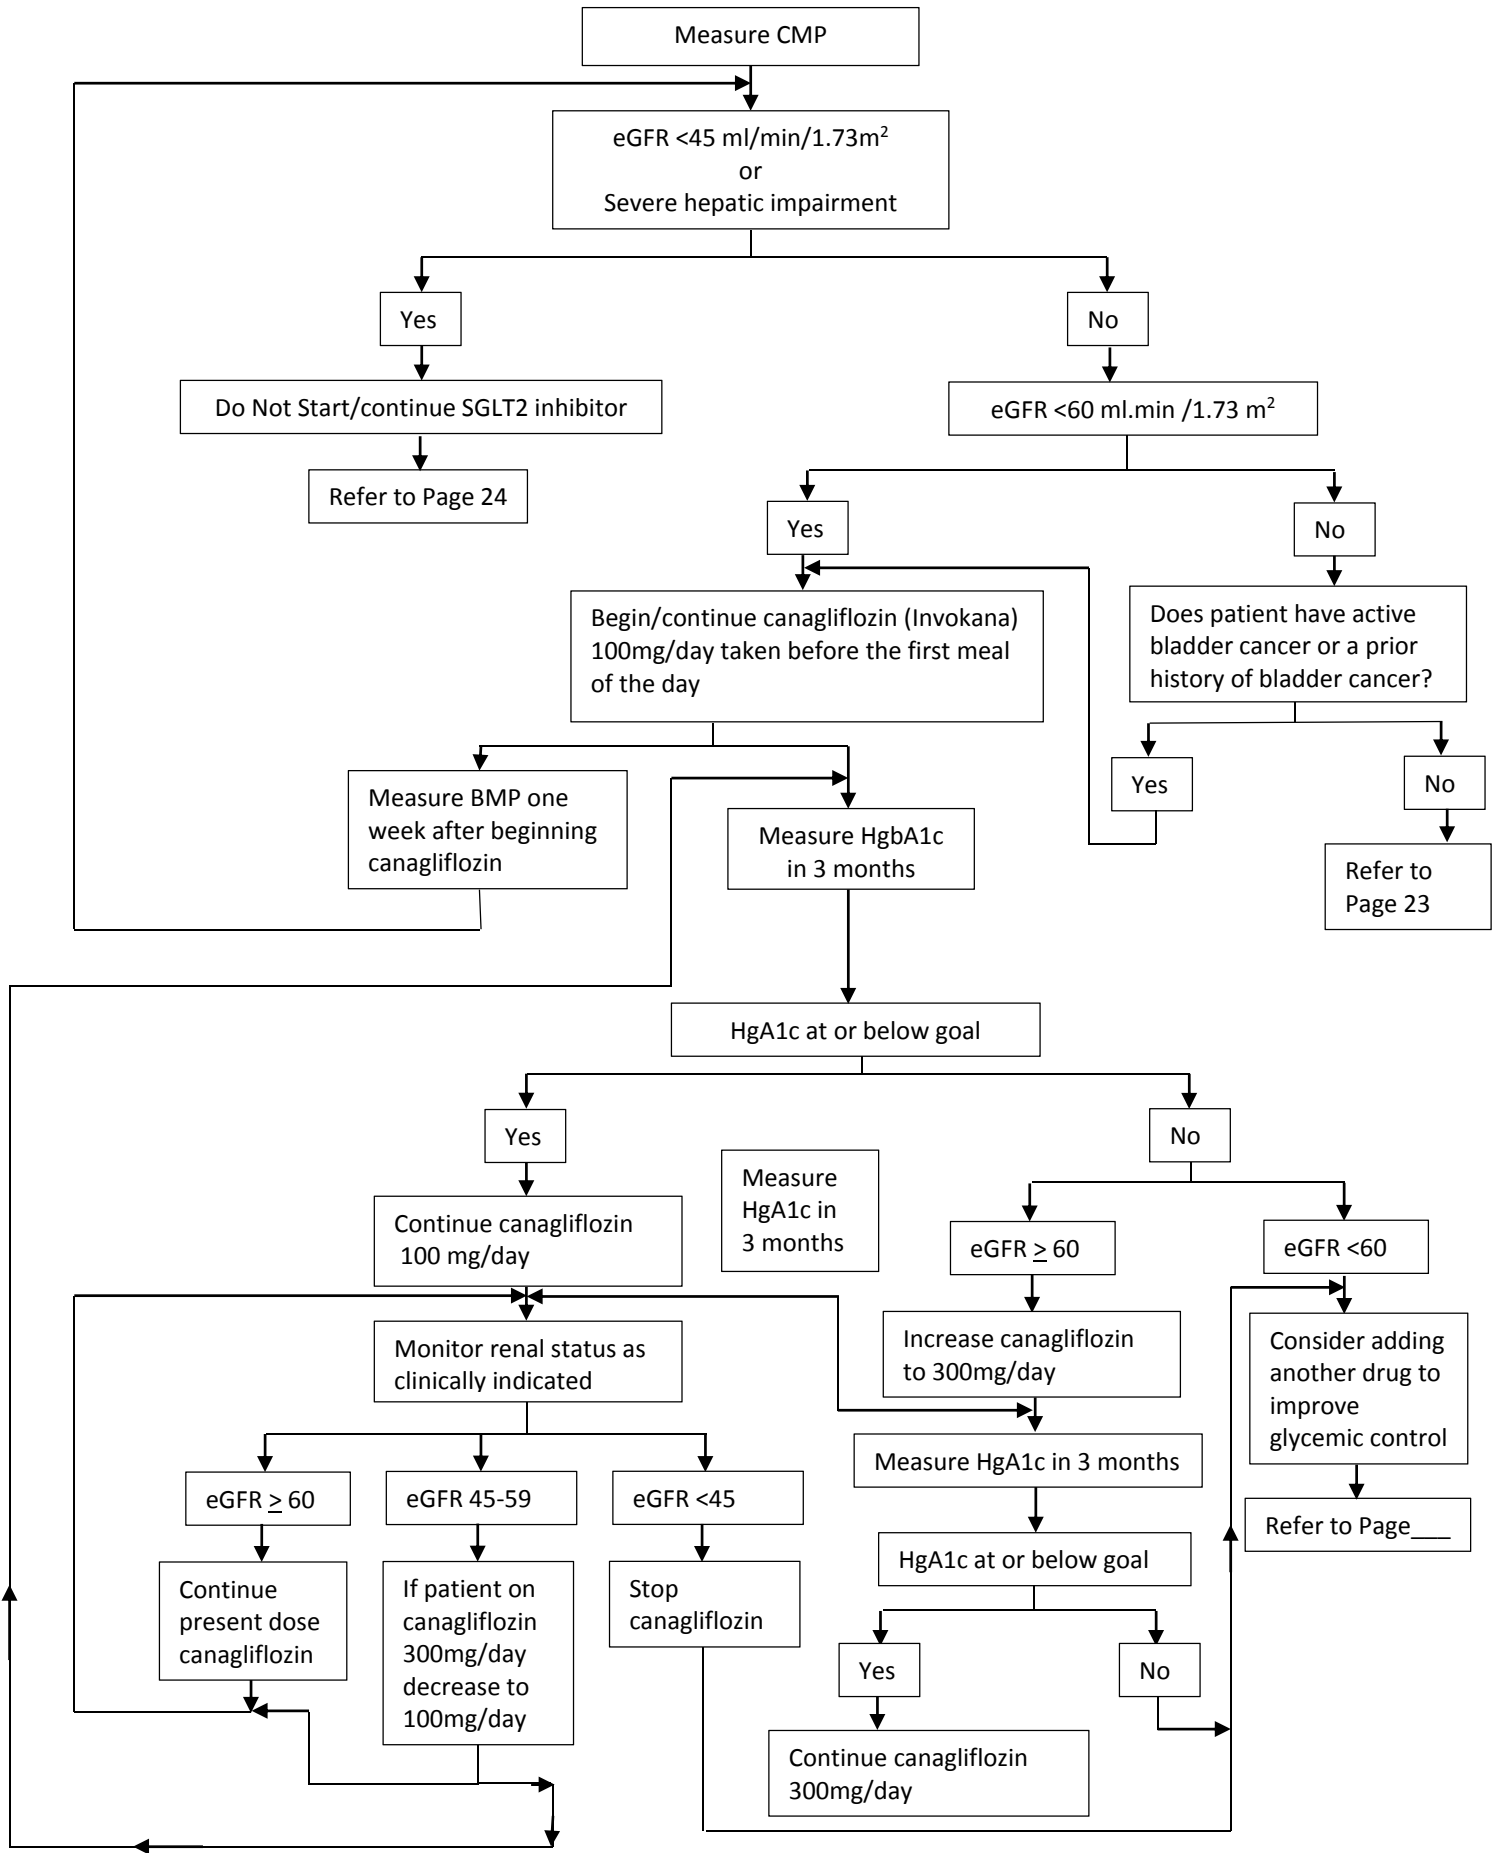 Measure CMP
eGFR <45 ml/min/1.73m²
or
Severe hepatic impairment
Yes
No
Do Not Start/continue SGLT2 inhibitor
eGFR <60 ml.min /1.73 m²
Refer to Page 24
Yes
No
Begin/continue canagliflozin (Invokana)
100mg/day taken before the first meal
of the day
Does patient have active
bladder cancer or a prior
history of bladder cancer?
Yes
No
Measure BMP one
week after beginning
canagliflozin
Measure HgbA1c
in 3 months
Refer to
Page 23
HgA1c at or below goal
Yes
No
Measure
HgA1c in
3 months
Continue canagliflozin
100 mg/day
eGFR ≥ 60
eGFR <60
Monitor renal status as
clinically indicated
Increase canagliflozin
to 300mg/day
Consider adding
another drug to
improve
glycemic control
Measure HgA1c in 3 months
eGFR ≥ 60
eGFR 45-59
eGFR <45
Refer to Page___
HgA1c at or below goal
Continue
present dose
canagliflozin
If patient on
canagliflozin
300mg/day
decrease to
100mg/day
Stop
canagliflozin
Yes
No
Continue canagliflozin
300mg/day